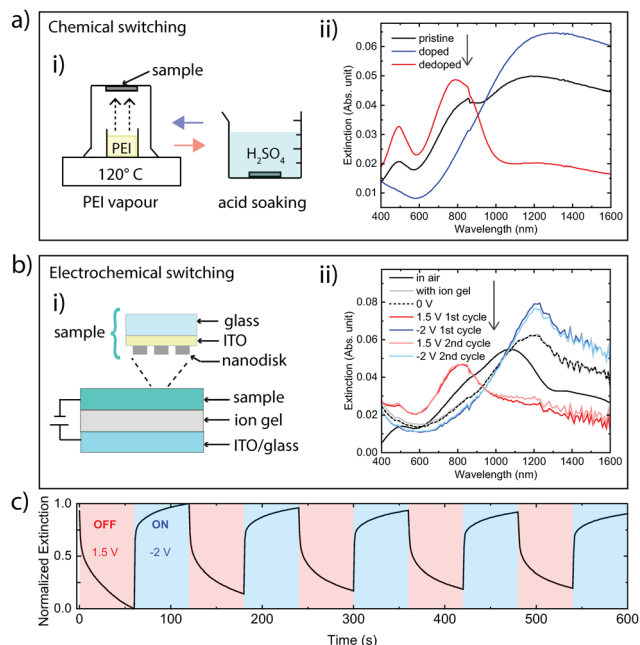 a)
Chemical switching
i)
sample
PEI
120° C
PEI vapour
H₂SO₄
acid soaking
ii)
pristine
doped
dedoped
Extinction (Abs. unit)
0.06
0.05
0.04
0.03
0.02
0.01
400 600 800 1000 1200 1400 1600
Wavelength (nm)
b)
Electrochemical switching
i)
sample
glass
ITO
nanodisk
sample
ion gel
ITO/glass
ii)
in air
with ion gel
0 V
1.5 V 1st cycle
-2 V 1st cycle
1.5 V 2nd cycle
-2 V 2nd cycle
Extinction (Abs. unit)
0.08
0.06
0.04
0.02
0.00
400 600 800 1000 1200 1400 1600
Wavelength (nm)
c)
Normalized Extinction
1.0
0.5
0.0
OFF ON
1.5 V -2 V
0 100 200 300 400 500 600
Time (s)